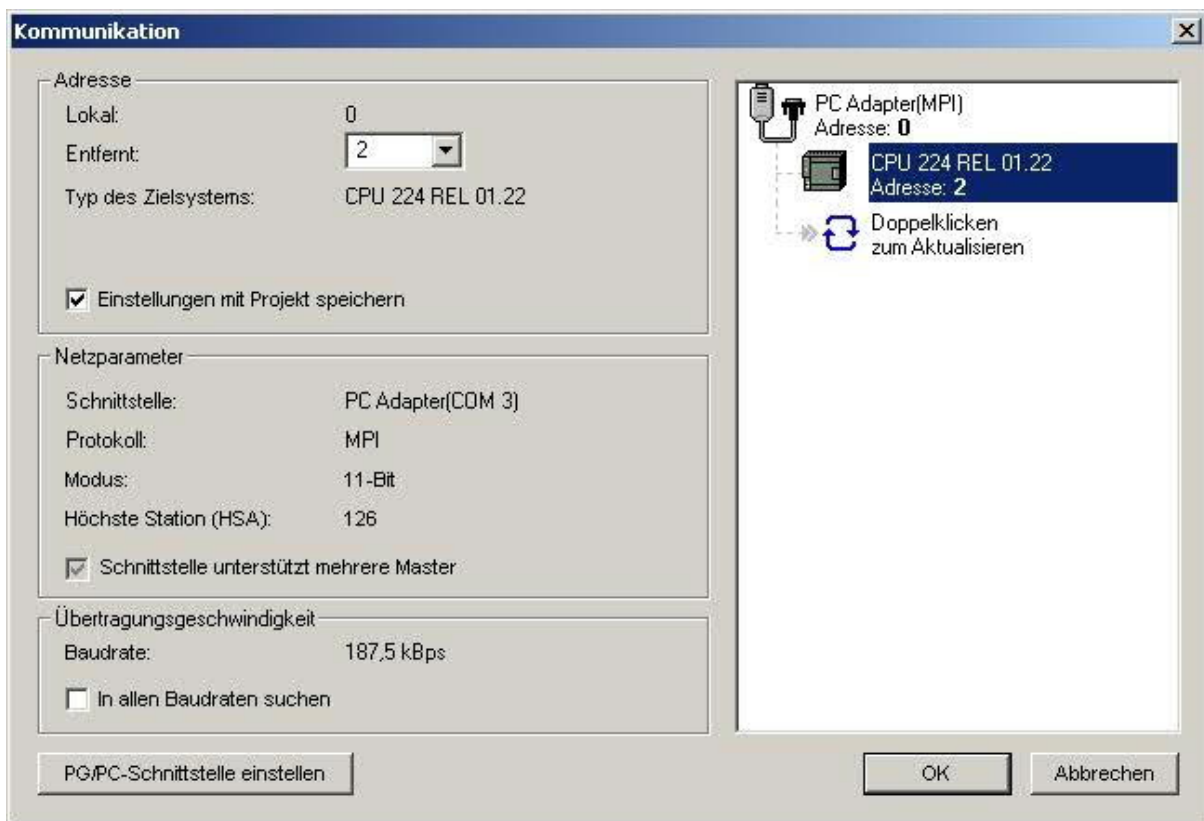 Kommunikation
Adresse
Lokal: 0
Entfernt: 2
Typ des Zielsystems: CPU 224 REL 01.22
Einstellungen mit Projekt speichern
Netzparameter
Schnittstelle: PC Adapter(COM 3)
Protokoll: MPI
Modus: 11-Bit
Höchste Station (HSA): 126
Schnittstelle unterstützt mehrere Master
Übertragungsgeschwindigkeit
Baudrate: 187,5 kBps
In allen Baudraten suchen
PG/PC-Schnittstelle einstellen
PC Adapter(MPI)
Adresse: 0
CPU 224 REL 01.22
Adresse: 2
Doppelklicken
zum Aktualisieren
OK
Abbrechen